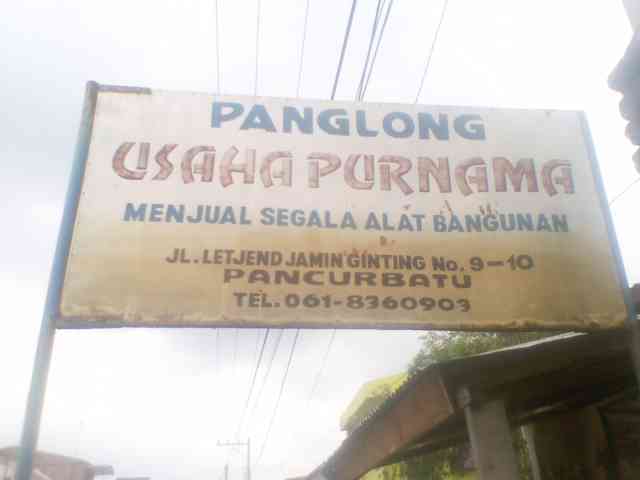 PANGLONG
USAHA PURNAMA
MENJUAL SEGALA ALAT BANGUNAN
JL. LETJEND JAMIN GINTING No. 9-10
PANCURBATU
TEL. 061-8360903